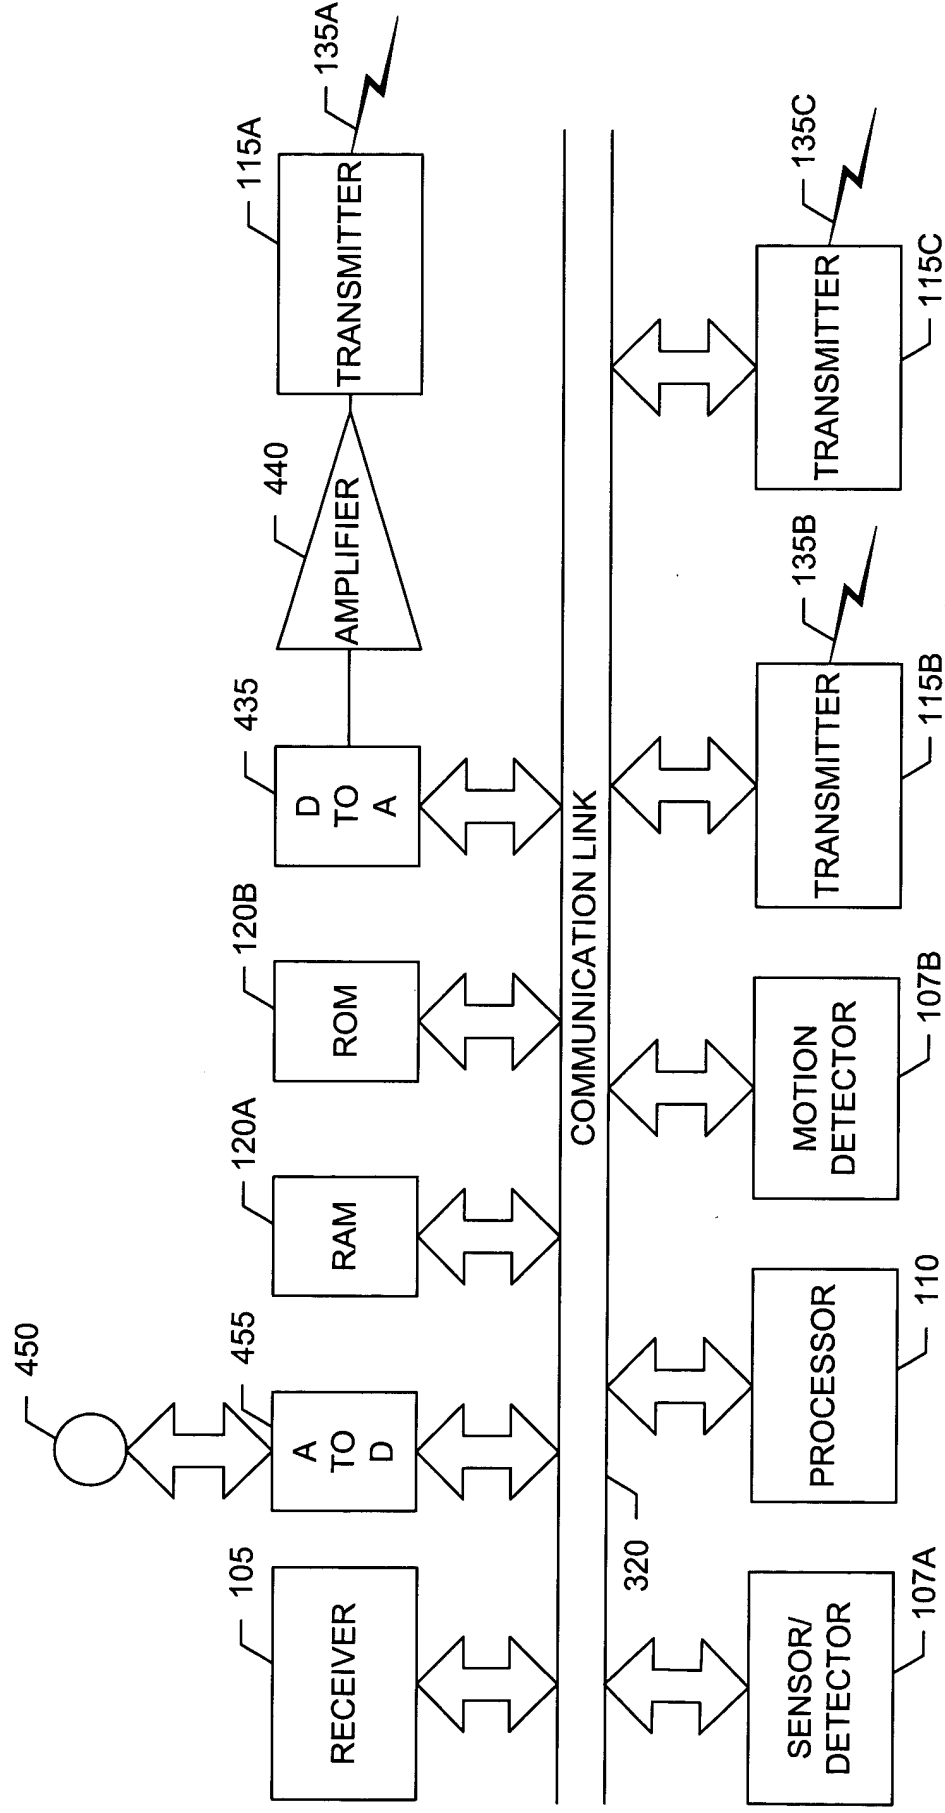 450
105
455
120A
120B
435
440
115A
135A
RECEIVER
A
TO
D
RAM
ROM
D
TO
A
AMPLIFIER
TRANSMITTER
COMMUNICATION LINK
320
SENSOR/
DETECTOR
PROCESSOR
MOTION
DETECTOR
TRANSMITTER
TRANSMITTER
135B
135C
107A
110
107B
115B
115C